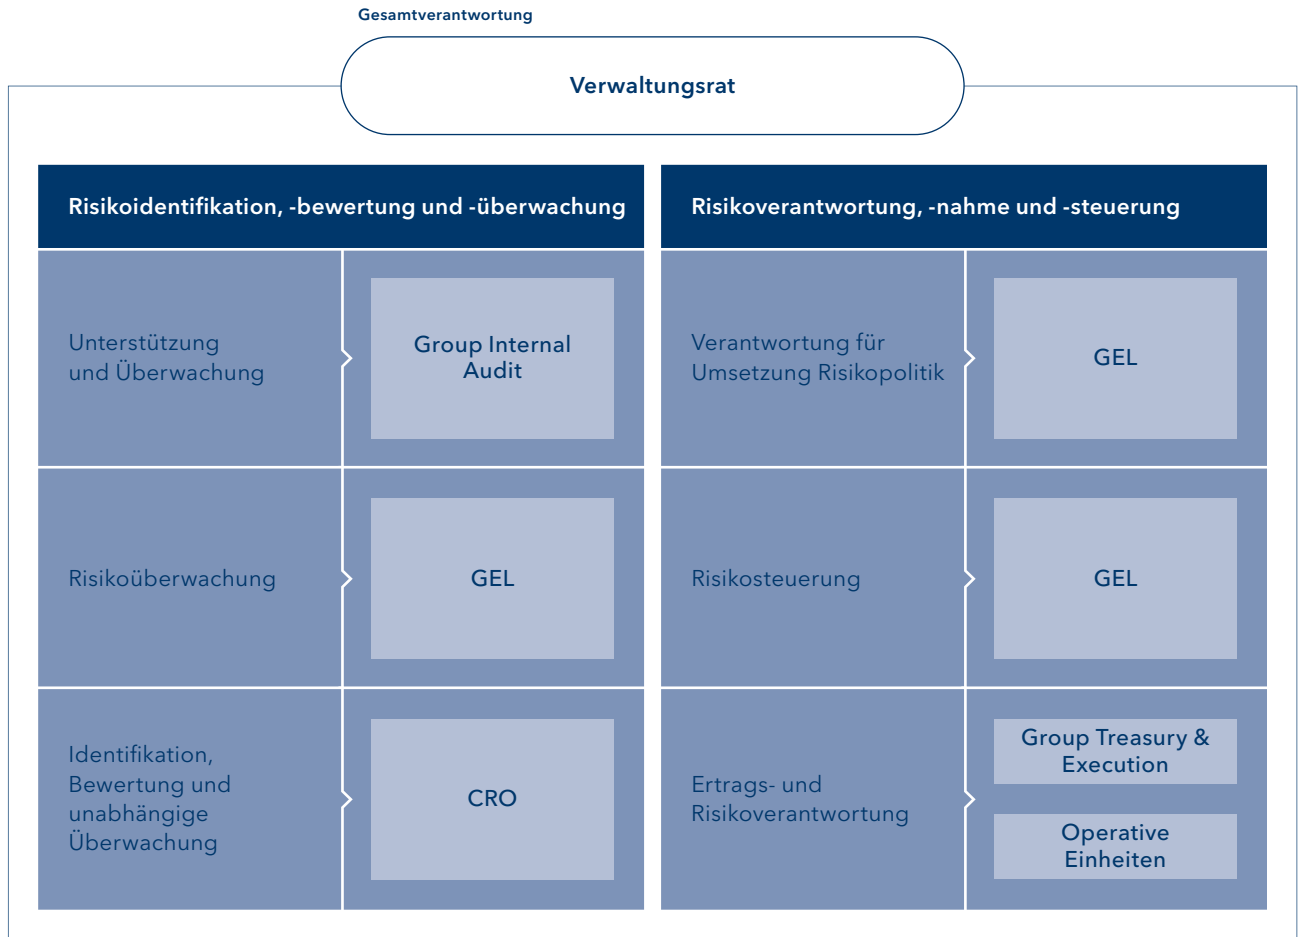 Gesamtverantwortung
Verwaltungsrat
Risikoidentifikation, -bewertung und -überwachung
Unterstützung
und Überwachung
Group Internal
Audit
Risikoüberwachung
GEL
Identifikation,
Bewertung und
unabhängige
Überwachung
CRO
Risikoverantwortung, -nahme und -steuerung
Verantwortung für
Umsetzung Risikopolitik
GEL
Risikosteuerung
GEL
Ertrags- und
Risikoverantwortung
Group Treasury &
Execution
Operative
Einheiten